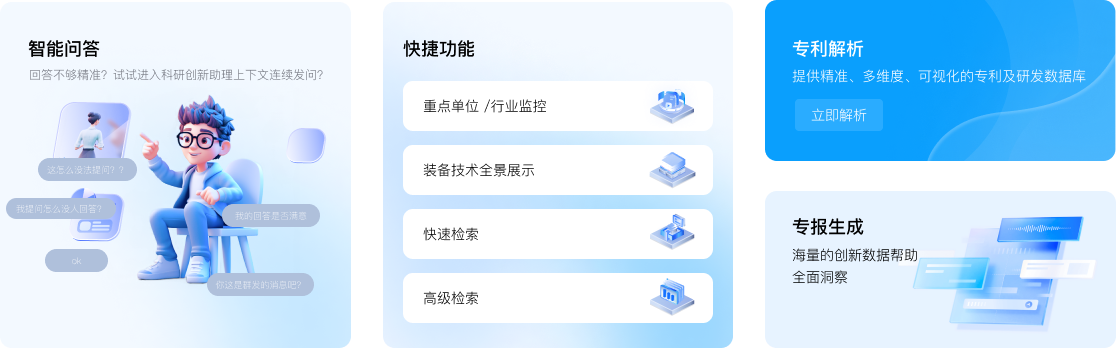 智能问答
回答不够精准？试试进入科研创新助理上下文连续发问？
这怎么没法提问？？
我提问怎么没人回答？
我的回答是否满意
ok
你这是群发的消息吧？
快捷功能
重点单位 /行业监控
装备技术全景展示
快速检索
高级检索
专利解析
提供精准、多维度、可视化的专利及研发数据库
立即解析
专报生成
海量的创新数据帮助
全面洞察